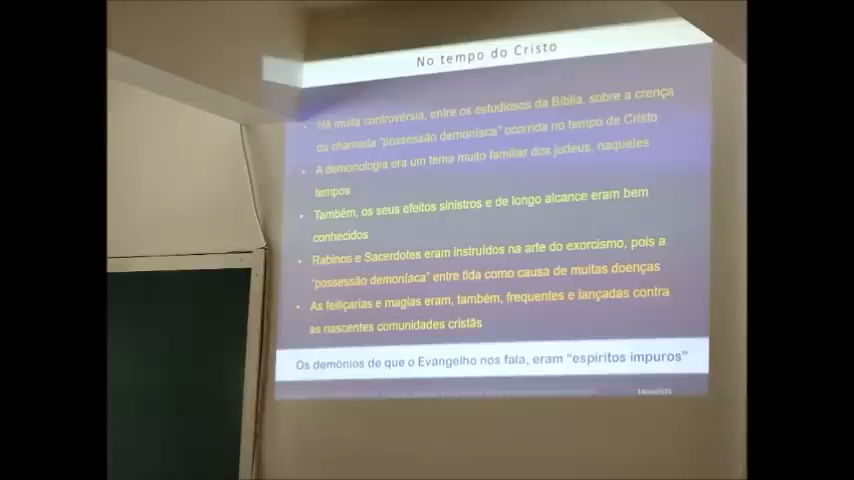 No tempo do Cristo
• Há muita controvérsia, entre os estudiosos da Bíblia, sobre a crença
da chamada "possessão demoníaca" ocorrida no tempo de Cristo
• A demonologia era um tema muito familiar dos judeus, naqueles
tempos
• Também, os seus efeitos sinistros e de longo alcance eram bem
conhecidos
• Rabinos e Sacerdotes eram instruídos na arte do exorcismo, pois a
"possessão demoníaca" entre tida como causa de muitas doenças
• As feitiçarias e magias eram, também, frequentes e lançadas contra
as nascentes comunidades cristãs
Os demônios de que o Evangelho nos fala, eram "espíritos impuros"